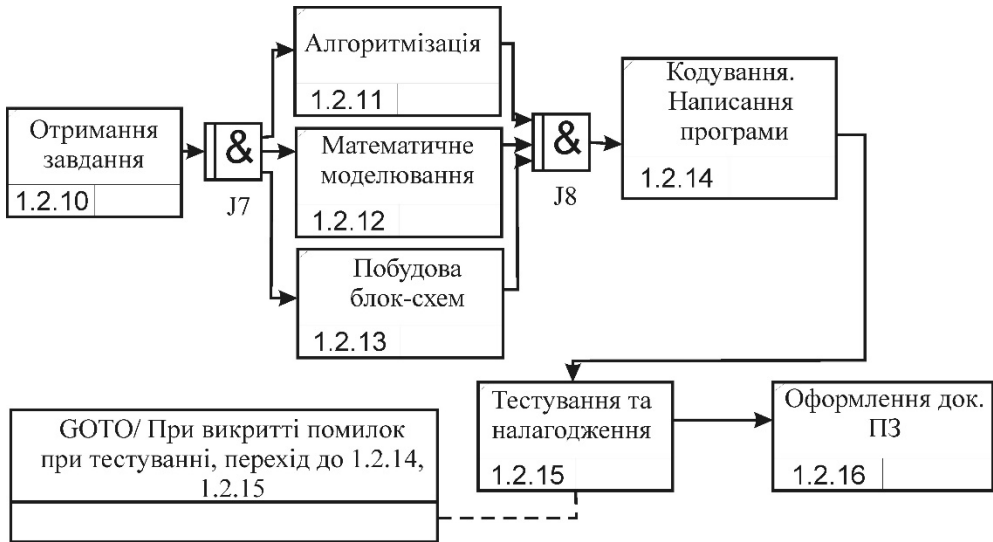 Отримання
завдання
1.2.10
&
J7
Алгоритмізація
1.2.11
Математичне
моделювання
1.2.12
Побудова
блок-схем
1.2.13
&
J8
Кодування.
Написання
програми
1.2.14
Тестування та
налагодження
1.2.15
Оформлення док.
ПЗ
1.2.16
GOTO/ При викритті помилок
при тестуванні, перехід до 1.2.14,
1.2.15